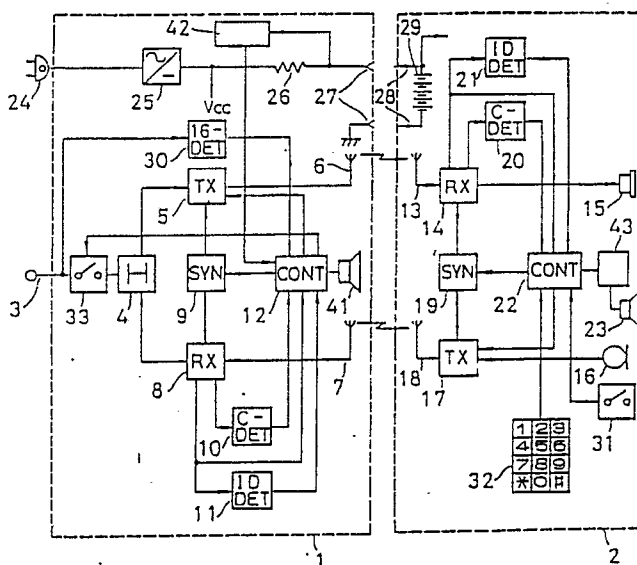 42
29
24
25
Vcc
26
27
28
ID DET
21
16-DET
30
C-DET
20
6
TX
5
13
RX
14
15
43
3
33
4
SYN
9
CONT
12
41
SYN
19
CONT
22
23
RX
8
7
18
TX
17
16
C-DET
10
31
ID DET
11
1 2 3
4 5 6
7 8 9
* 0 #
32
1
2